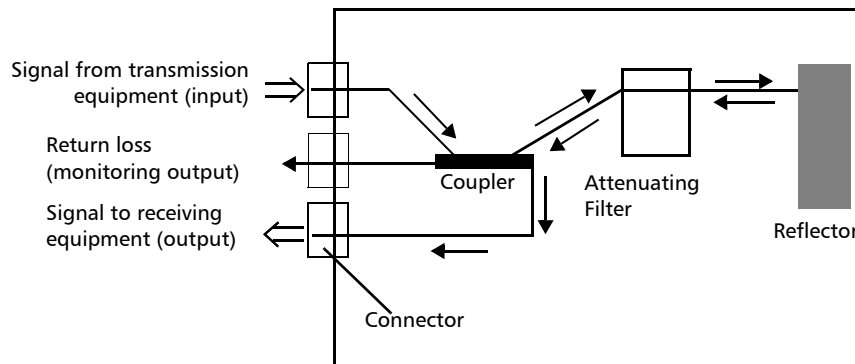 Signal from transmission
equipment (input)
Return loss
(monitoring output)
Signal to receiving
equipment (output)
Coupler
Attenuating
Filter
Reflector
Connector